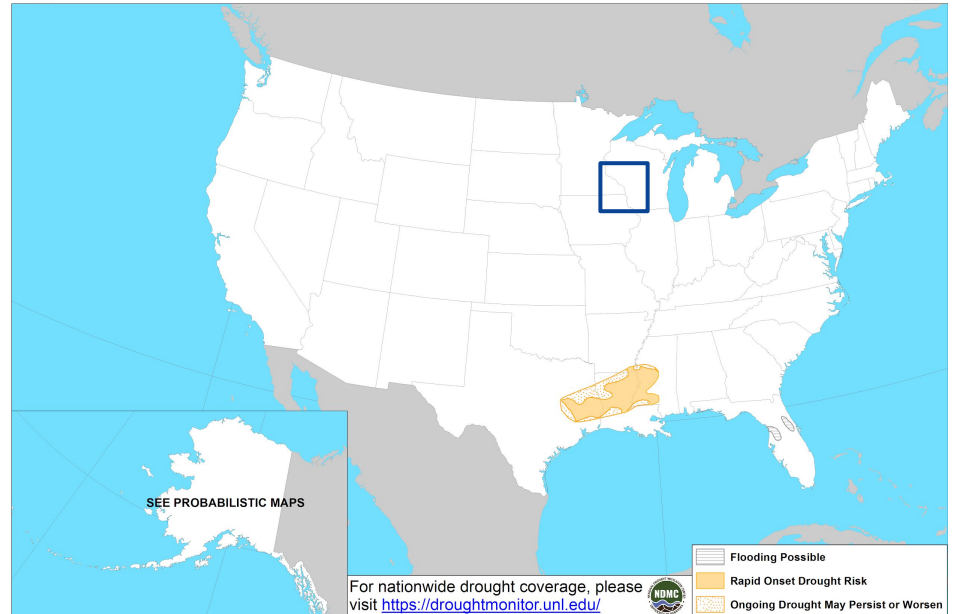 SEE PROBABILISTIC MAPS
For nationwide drought coverage, please
visit https://droughtmonitor.unl.edu/
NDMC
Flooding Possible
Rapid Onset Drought Risk
Ongoing Drought May Persist or Worsen